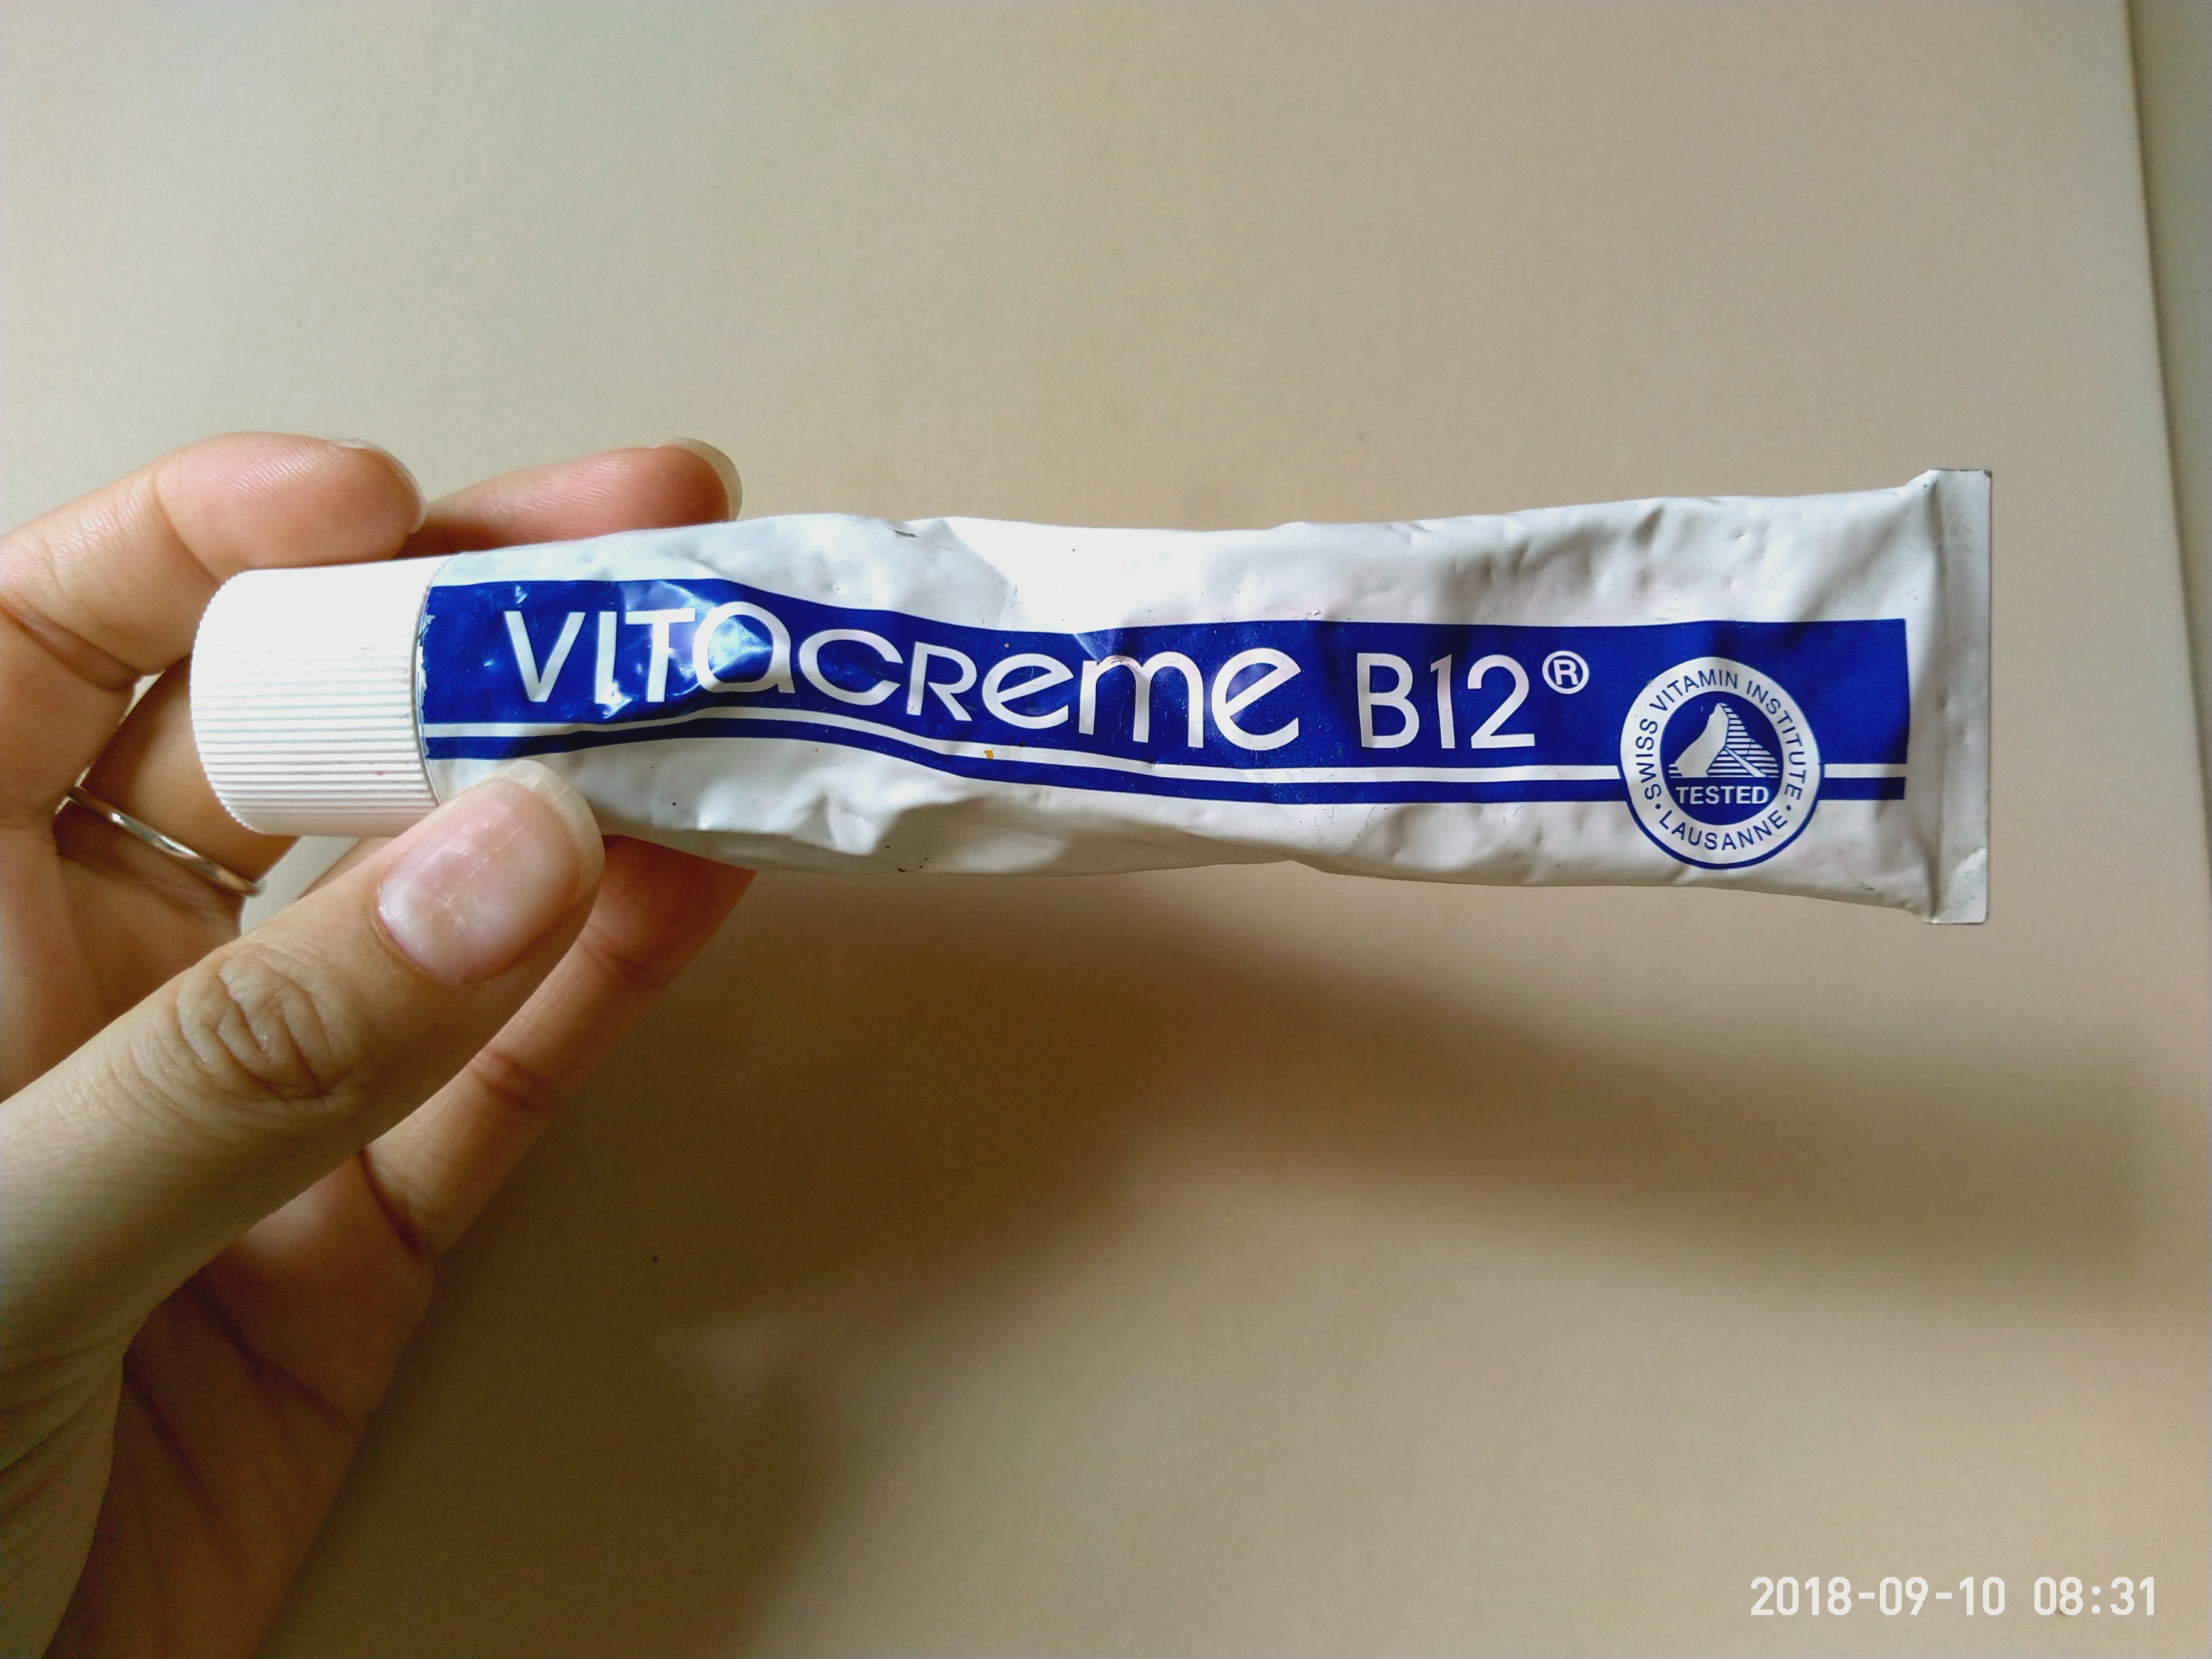 VITACREME B12®
SWISS VITAMIN INSTITUTE
TESTED
• LAUSANNE •
2018-09-10 08:31